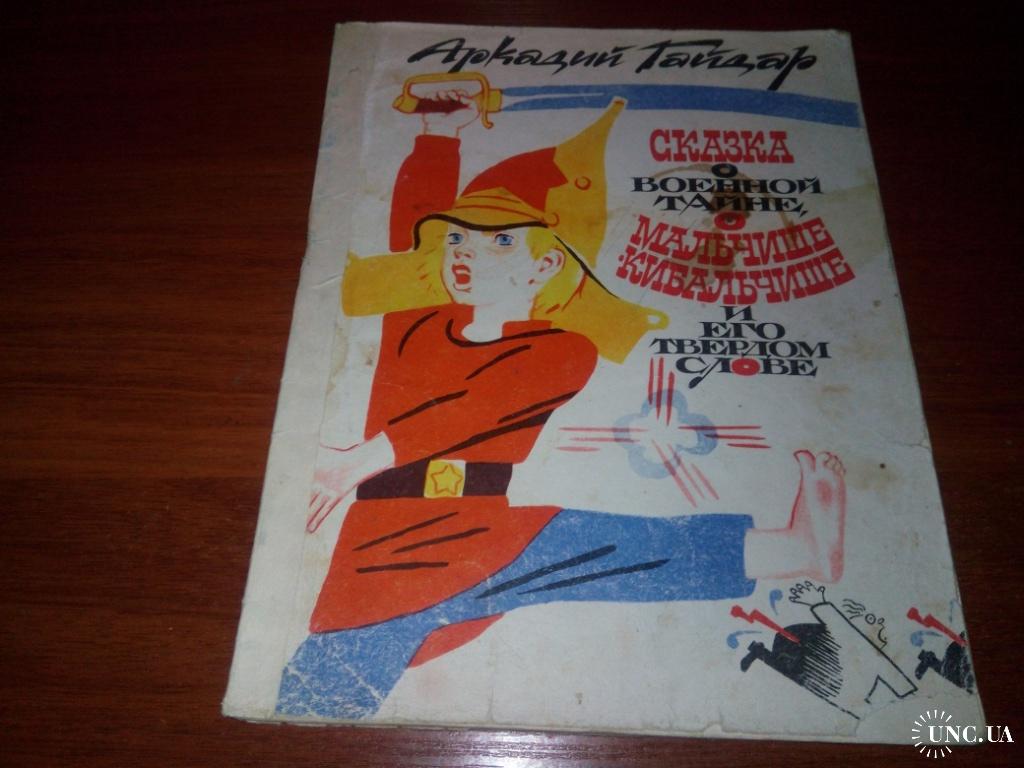 Аркадий Гайдар
СКАЗКА
О
ВОЕННОЙ
ТАЙНЕ,
О
МАЛЬЧИШЕ-
КИБАЛЬЧИШЕ
И
ЕГО
ТВЕРДОМ
СЛОВЕ
UNC.UA